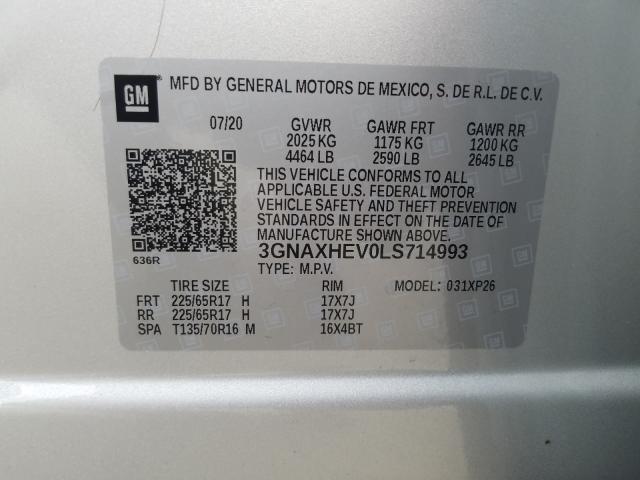 GM
MFD BY GENERAL MOTORS DE MEXICO, S. DE R.L. DE C.V.
07/20 GVWR GAWR FRT GAWR RR
2025 KG 1175 KG 1200 KG
4464 LB 2590 LB 2645 LB
THIS VEHICLE CONFORMS TO ALL
APPLICABLE U.S. FEDERAL MOTOR
VEHICLE SAFETY AND THEFT PREVENTION
STANDARDS IN EFFECT ON THE DATE OF
MANUFACTURE SHOWN ABOVE.
636R 3GNAXHEV0LS714993
TYPE: M.P.V.
TIRE SIZE RIM MODEL: 031XP26
FRT 225/65R17 H 17X7J
RR 225/65R17 H 17X7J
SPA T135/70R16 M 16X4BT